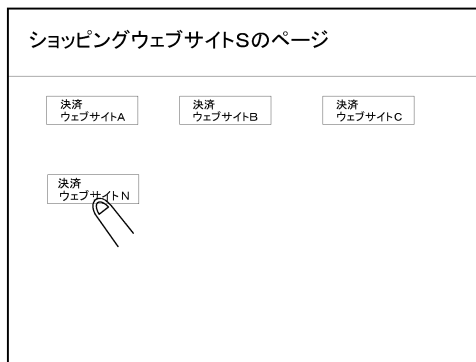 ショッピングウェブサイトSのページ
決済
ウェブサイトA
決済
ウェブサイトB
決済
ウェブサイトC
決済
ウェブサイトN